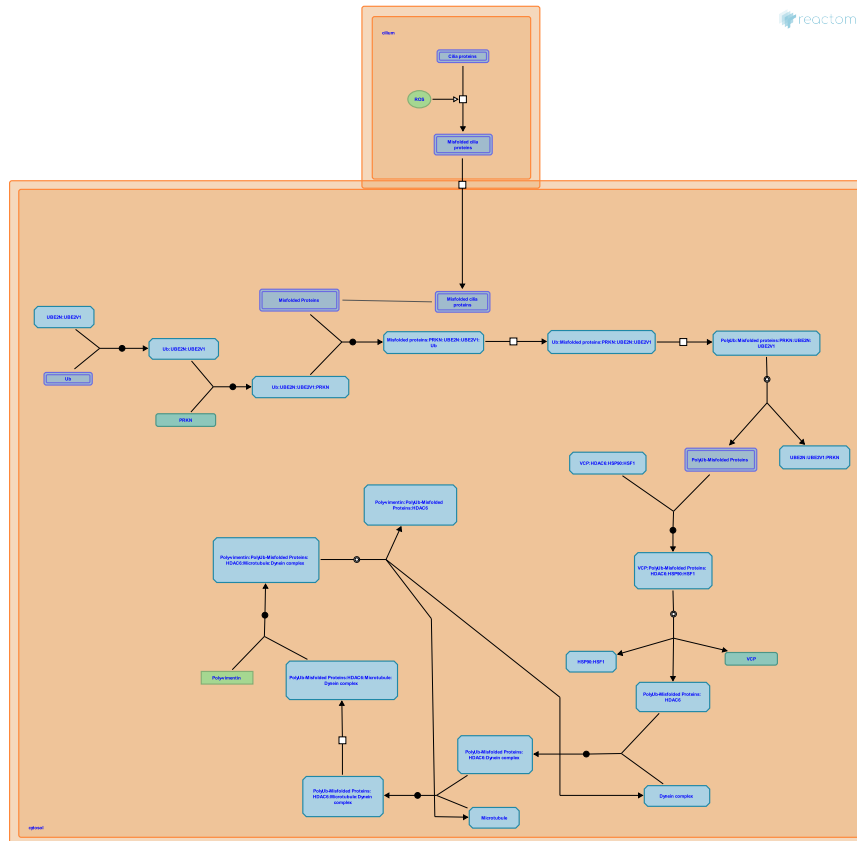 reactom
cilium
Cilia proteins
ROS
Misfolded cilia
proteins
Misfolded Proteins
Misfolded cilia
proteins
UBE2N:UBE2V1
Ub:UBE2N:UBE2V1
Misfolded proteins:PRKN:UBE2N:UBE2V1:
Ub
Ub:Misfolded proteins:PRKN:UBE2N:UBE2V1
PolyUb:Misfolded proteins:PRKN:UBE2N:
UBE2V1
Ub
Ub:UBE2N:UBE2V1:PRKN
PRKN
VCP:HDAC6:HSP90:HSF1
PolyUb-Misfolded Proteins
UBE2N:UBE2V1:PRKN
Polyvimentin:PolyUb-Misfolded
Proteins:HDAC6
Polyvimentin:PolyUb-Misfolded Proteins:
HDAC6:Microtubule:Dynein complex
VCP:PolyUb-Misfolded Proteins:
HDAC6:HSP90:HSF1
HSP90:HSF1
VCP
Polyvimentin
PolyUb-Misfolded Proteins:HDAC6:Microtubule:
Dynein complex
PolyUb-Misfolded Proteins:
HDAC6
PolyUb-Misfolded Proteins:
HDAC6:Dynein complex
PolyUb-Misfolded Proteins:
HDAC6:Microtubule:Dynein
complex
Dynein complex
Microtubule
cytosol